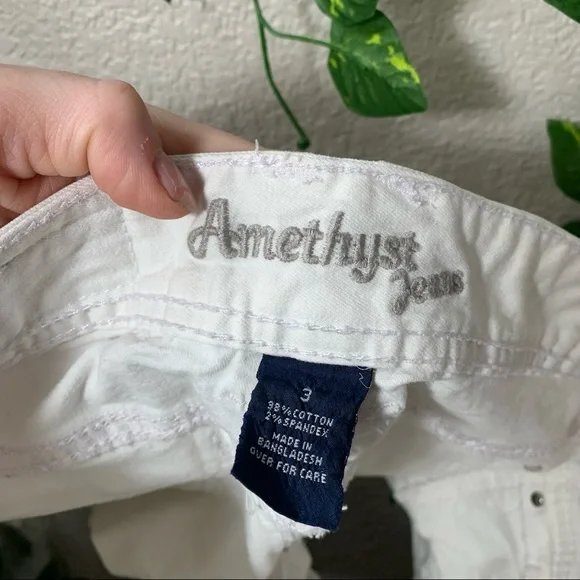 Amethyst
Jeans
3
98%COTTON
2%SPANDEX
MADE IN
BANGLADESH
OVER FOR CARE